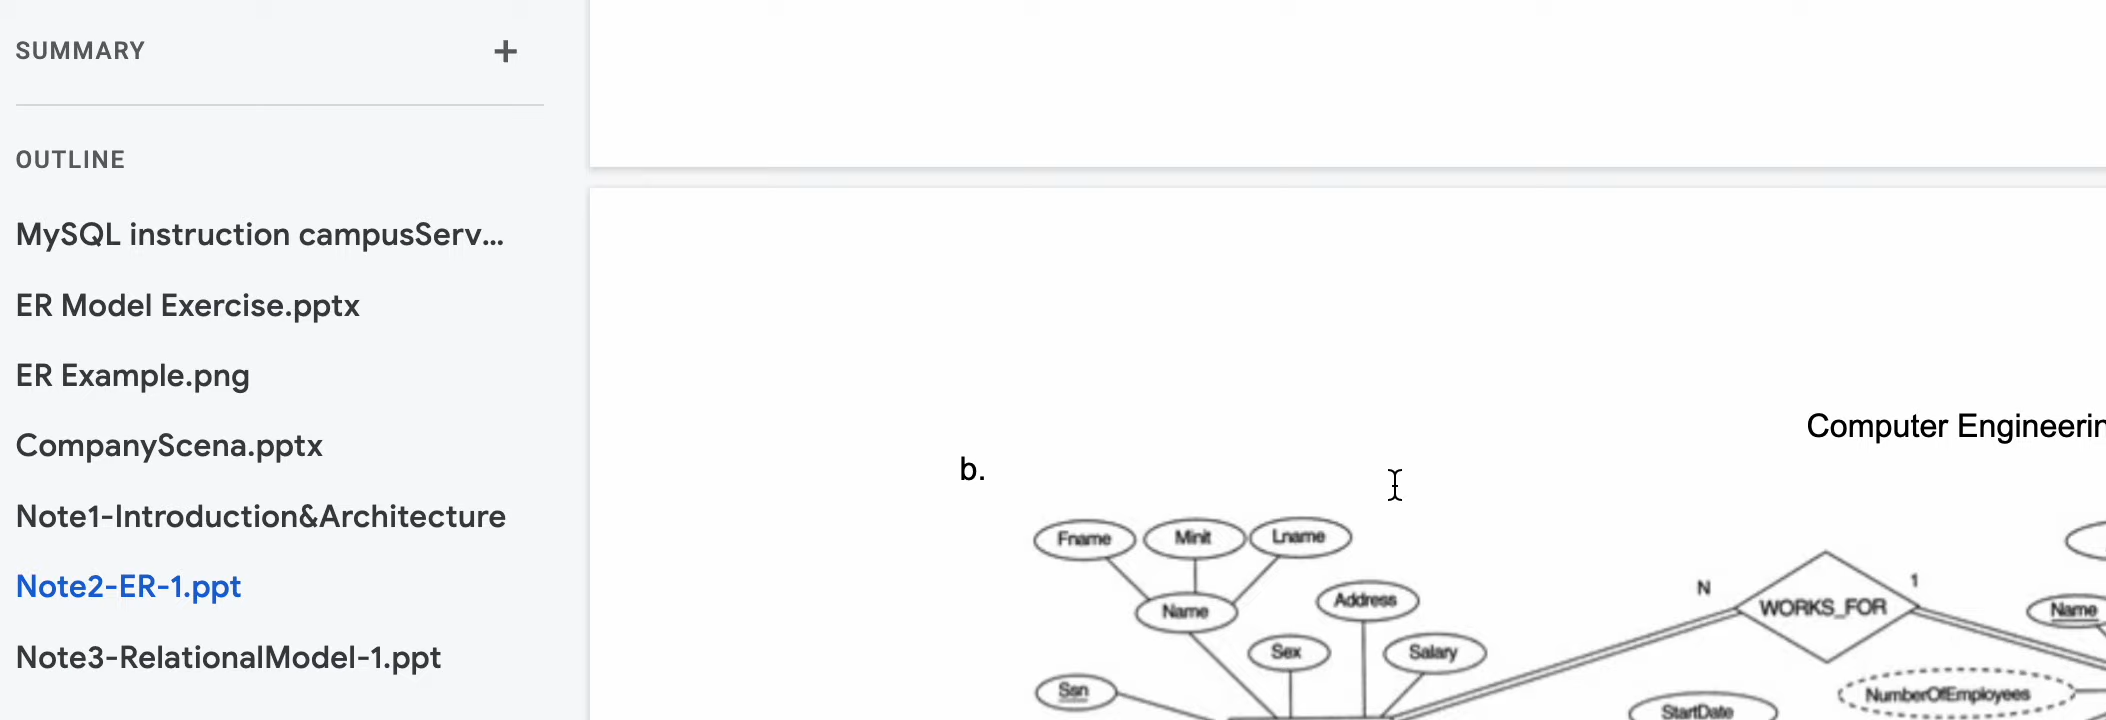 SUMMARY
OUTLINE
MySQL instruction campusServ...
ER Model Exercise.pptx
ER Example.png
CompanyScena.pptx
Note1-Introduction&Architecture
Note2-ER-1.ppt
Note3-RelationalModel-1.ppt
Computer Engineerin
b.
Fname
Minit
Lname
Address
N
1
WORKS_FOR
Name
Name
Sex
Salary
Ssn
NumberOfEmployees
StartDate